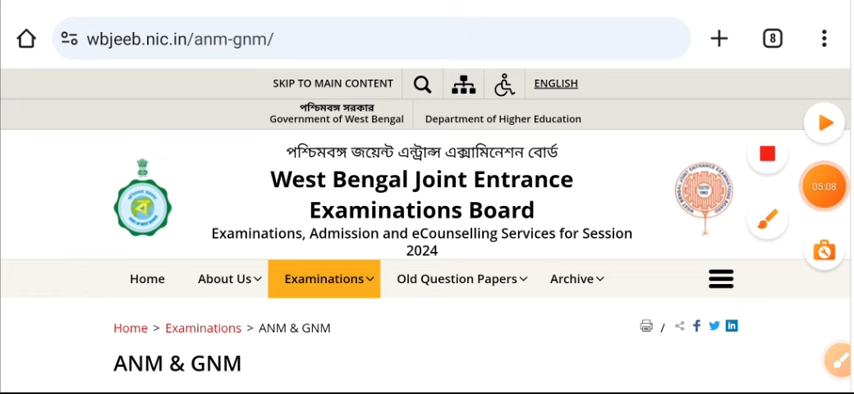 wbjeeb.nic.in/anm-gnm/
8
SKIP TO MAIN CONTENT
ENGLISH
পশ্চিমবঙ্গ সরকার
Government of West Bengal
Department of Higher Education
পশ্চিমবঙ্গ জয়েন্ট এন্ট্রান্স এক্সামিনেশন বোর্ড
West Bengal Joint Entrance
Examinations Board
Examinations, Admission and eCounselling Services for Session
2024
05:08
Home About Us Examinations Old Question Papers Archive
Home > Examinations > ANM & GNM
ANM & GNM